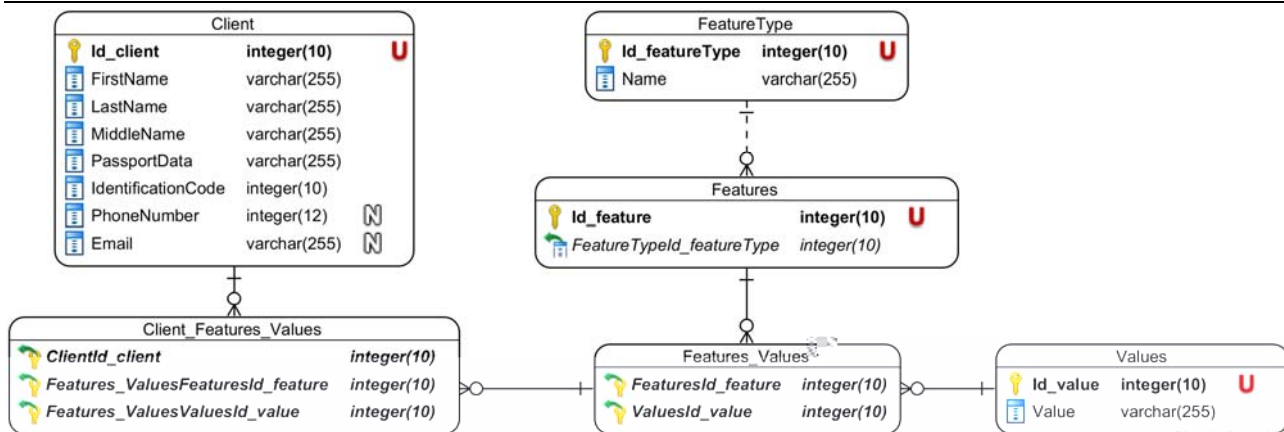 Client
Id_client integer(10) U
FirstName varchar(255)
LastName varchar(255)
MiddleName varchar(255)
PassportData varchar(255)
IdentificationCode integer(10)
PhoneNumber integer(12) N
Email varchar(255) N
FeatureType
Id_featureType integer(10) U
Name varchar(255)
Features
Id_feature integer(10) U
FeatureTypeId_featureType integer(10)
Client_Features_Values
ClientId_client integer(10)
Features_ValuesFeaturesId_feature integer(10)
Features_ValuesValuesId_value integer(10)
Features_Values
FeaturesId_feature integer(10)
ValuesId_value integer(10)
Values
Id_value integer(10) U
Value varchar(255)